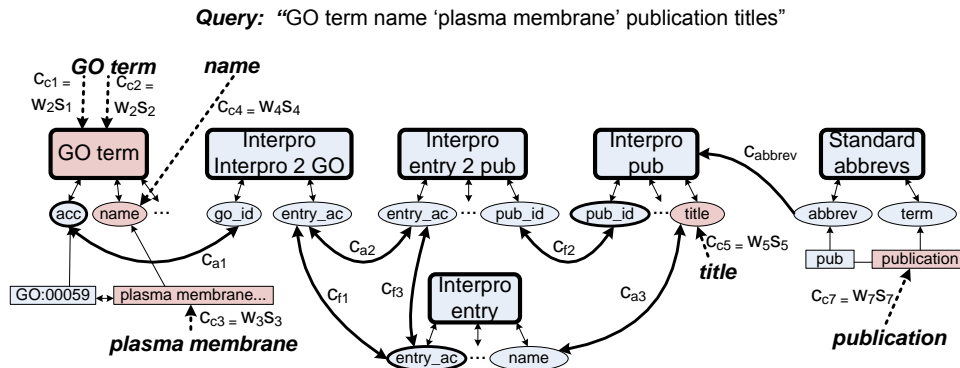 Query: “GO term name ‘plasma membrane’ publication titles”
GO term
name
Cc1 =
W2S1
Cc2 =
W2S2
Cc4 = W4S4
GO term
Interpro
Interpro 2 GO
Interpro
entry 2 pub
Interpro
pub
Cabbrev
Standard
abbrevs
acc
name
...
go_id
entry_ac
entry_ac
...
pub_id
pub_id
...
title
abbrev
term
Ca1
Ca2
Cf2
Cc5 = W5S5
title
pub
publication
GO:00059
plasma membrane...
Cc3 = W3S3
plasma membrane
Cf1
Cf3
Interpro
entry
Ca3
Cc7 = W7S7
publication
entry_ac
...
name